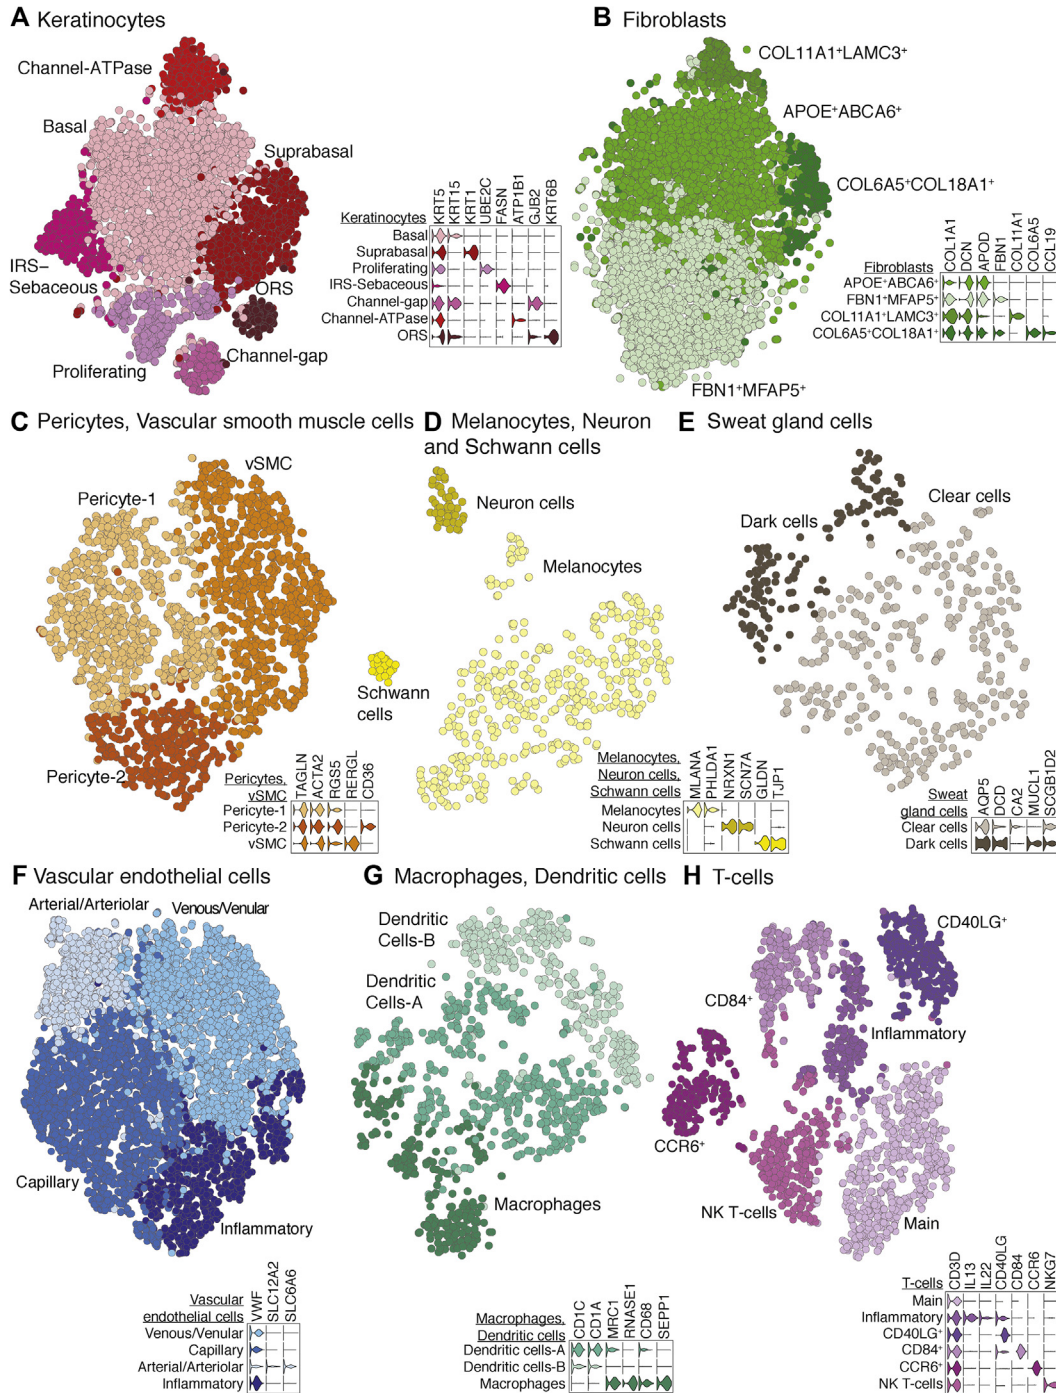 A Keratinocytes
Channel-ATPase
Basal
Suprabasal
IRS–
Sebaceous
ORS
Channel-gap
Proliferating
Keratinocytes
KRT5
KRT15
KRT1
UBE2C
FASN
ATP1B1
GJB2
KRT6B
Basal
Suprabasal
Proliferating
IRS-Sebaceous
Channel-gap
Channel-ATPase
ORS
B Fibroblasts
COL11A1⁺LAMC3⁺
APOE⁺ABCA6⁺
COL6A5⁺COL18A1⁺
FBN1⁺MFAP5⁺
Fibroblasts
COL1A1
DCN
APOD
FBN1
COL11A1
COL6A5
CCL19
APOE⁺ABCA6⁺
FBN1⁺MFAP5⁺
COL11A1⁺LAMC3⁺
COL6A5⁺COL18A1⁺
C Pericytes, Vascular smooth muscle cells
vSMC
Pericyte-1
Pericyte-2
Pericytes,
vSMC
TAGLN
ACTA2
RGS5
RERGL
CD36
Pericyte-1
Pericyte-2
vSMC
D Melanocytes, Neuron
and Schwann cells
Neuron cells
Melanocytes
Schwann
cells
Melanocytes,
Neuron cells,
Schwann cells
MLANA
PHLDA1
NRXN1
SCN7A
GLDN
TJP1
Melanocytes
Neuron cells
Schwann cells
E Sweat gland cells
Clear cells
Dark cells
Sweat
gland cells
AQP5
DCD
CA2
MUCL1
SCGB1D2
Clear cells
Dark cells
F Vascular endothelial cells
Arterial/Arteriolar
Venous/Venular
Capillary
Inflammatory
Vascular
endothelial cells
VWF
SLC12A2
SLC6A6
Venous/Venular
Capillary
Arterial/Arteriolar
Inflammatory
G Macrophages, Dendritic cells
Dendritic
Cells-B
Dendritic
Cells-A
Macrophages
Macrophages,
Dendritic cells
CD1C
CD1A
MRC1
RNASE1
CD68
SEPP1
Dendritic cells-A
Dendritic cells-B
Macrophages
H T-cells
CD40LG⁺
CD84⁺
Inflammatory
CCR6⁺
NK T-cells
Main
T-cells
CD3D
IL13
IL22
CD40LG
CD84
CCR6
NKG7
Main
Inflammatory
CD40LG⁺
CD84⁺
CCR6⁺
NK T-cells